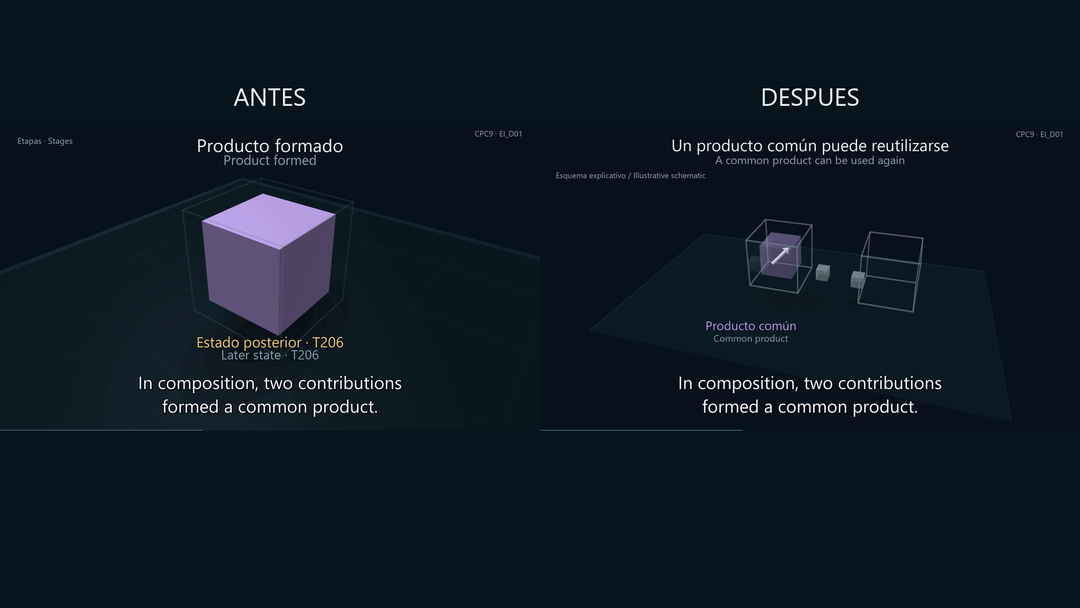 ANTES
Etapas · Stages
CPC9 · EI_D01
Producto formado
Product formed
Estado posterior · T206
Later state · T206
In composition, two contributions
formed a common product.
DESPUES
CPC9 · EI_D01
Un producto común puede reutilizarse
A common product can be used again
Esquema explicativo / Illustrative schematic
Producto común
Common product
In composition, two contributions
formed a common product.